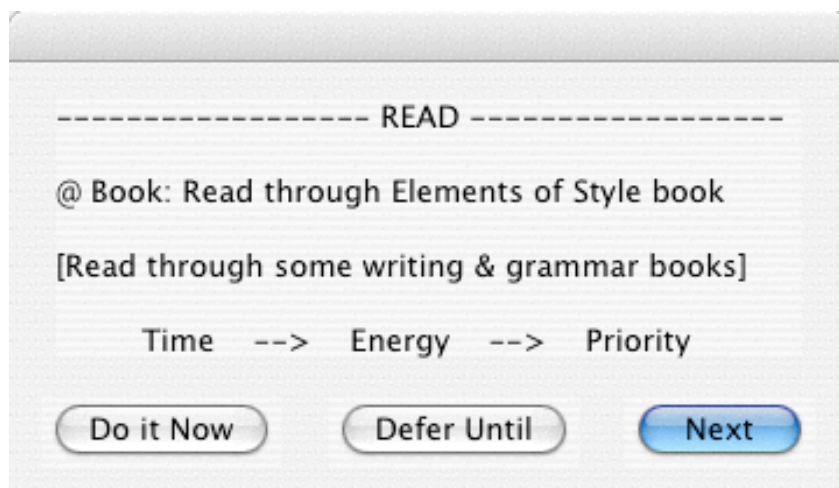 ------------------ READ ------------------
@ Book: Read through Elements of Style book
[Read through some writing & grammar books]
Time --> Energy --> Priority
Do it Now Defer Until Next